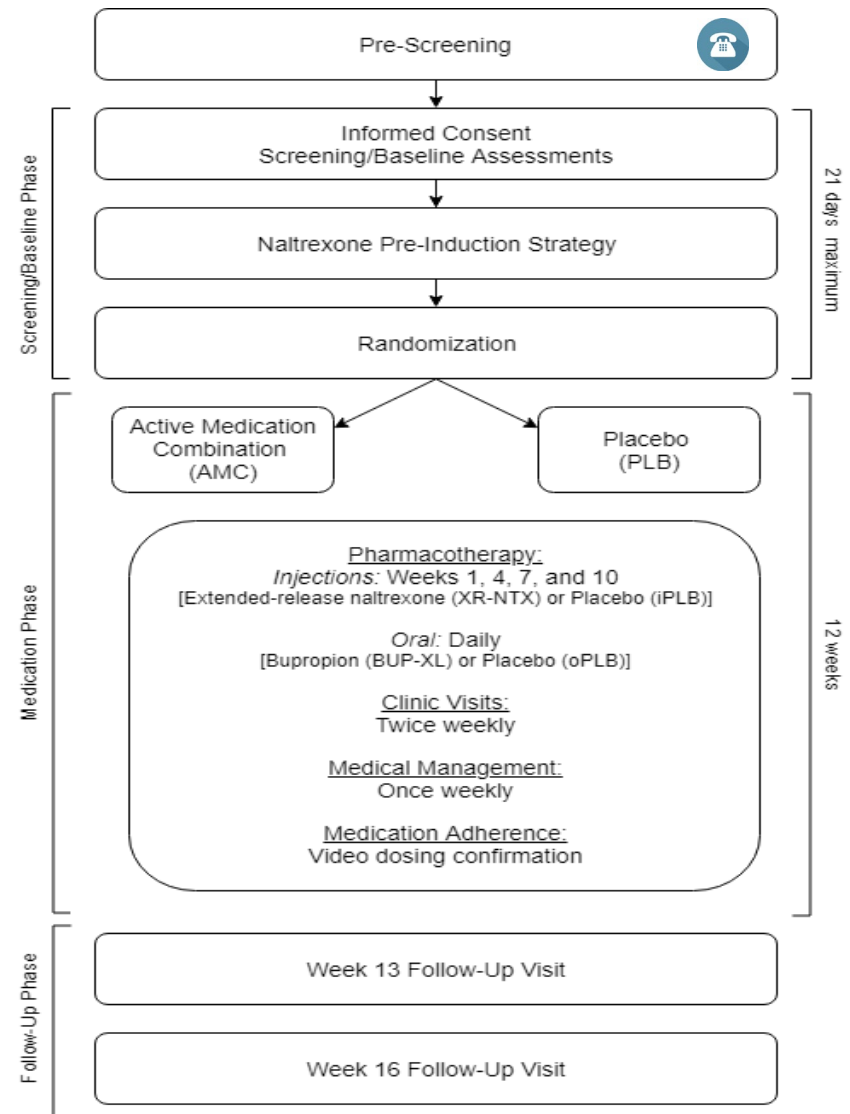 Pre-Screening
Screening/Baseline Phase
Informed Consent
Screening/Baseline Assessments
21 days maximum
Naltrexone Pre-Induction Strategy
Randomization
Medication Phase
Active Medication
Combination
(AMC)
Placebo
(PLB)
12 weeks
Pharmacotherapy:
Injections: Weeks 1, 4, 7, and 10
[Extended-release naltrexone (XR-NTX) or Placebo (iPLB)]
Oral: Daily
[Bupropion (BUP-XL) or Placebo (oPLB)]
Clinic Visits:
Twice weekly
Medical Management:
Once weekly
Medication Adherence:
Video dosing confirmation
Follow-Up Phase
Week 13 Follow-Up Visit
Week 16 Follow-Up Visit